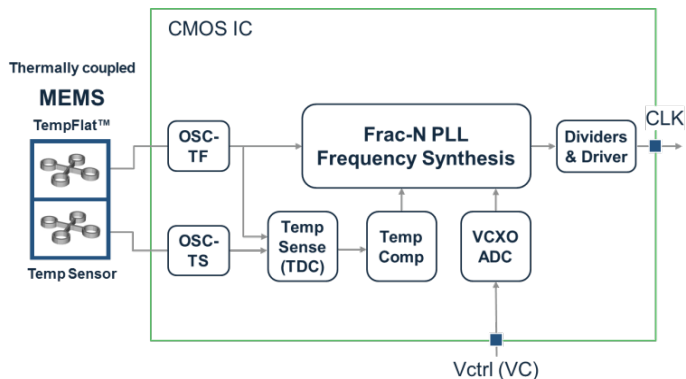 CMOS IC
Thermally coupled
MEMS
TempFlat™
OSC-
TF
Frac-N PLL
Frequency Synthesis
Dividers
& Driver
CLK
OSC-
TS
Temp
Sense
(TDC)
Temp
Comp
VCXO
ADC
Temp Sensor
Vctrl (VC)